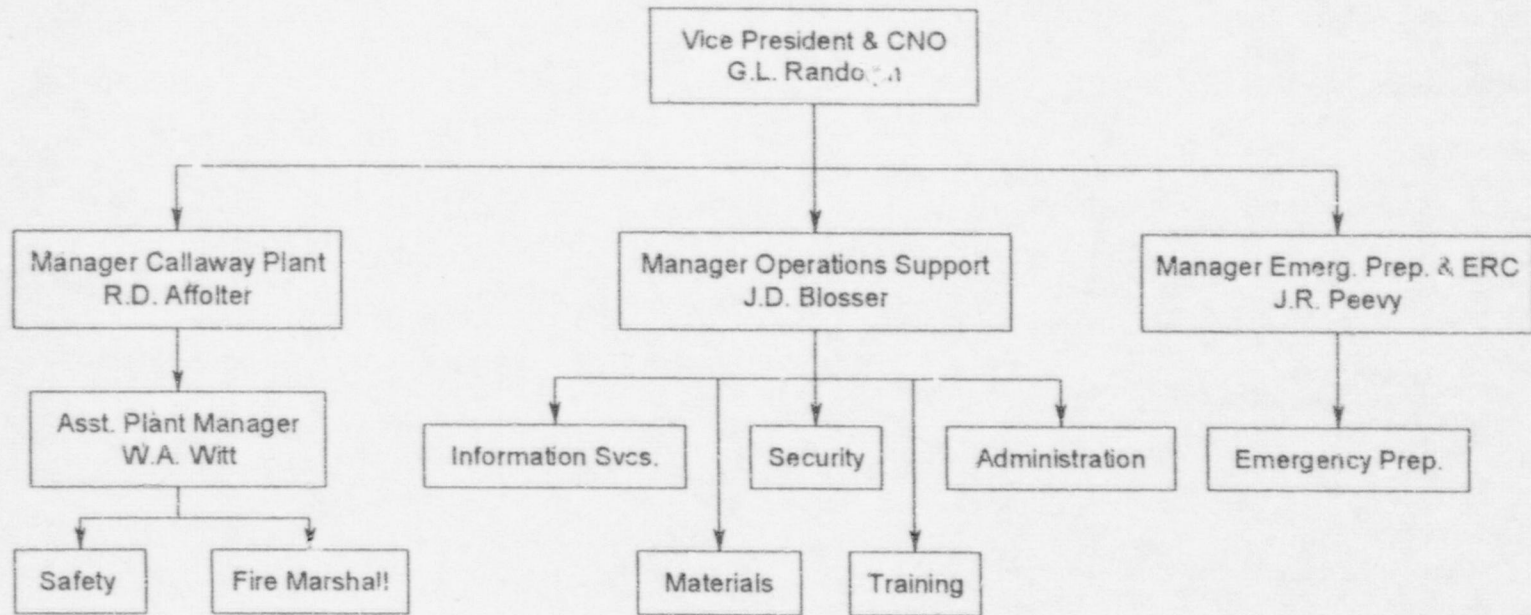 Vice President & CNO
G.L.
Manager Callaway Plant
R.D. Affolter
Manager Operations Support
J.D. Blosser
Manager Emerg. Prep. & ERC
J.R. Peevy
Asst. Plant Manager
W.A. Witt
Information Svcs.
Security
Administration
Emergency Prep.
Safety
Fire Marshall
Materials
Training